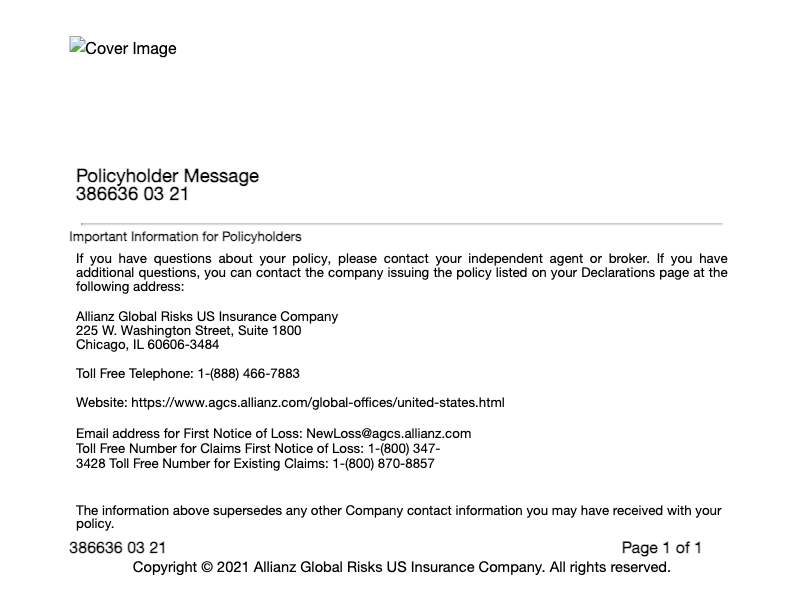 Cover Image
Policyholder Message
386636 03 21
Important Information for Policyholders
If you have questions about your policy, please contact your independent agent or broker. If you have
additional questions, you can contact the company issuing the policy listed on your Declarations page at the
following address:
Allianz Global Risks US Insurance Company
225 W. Washington Street, Suite 1800
Chicago, IL 60606-3484
Toll Free Telephone: 1-(888) 466-7883
Website: https://www.agcs.allianz.com/global-offices/united-states.html
Email address for First Notice of Loss: NewLoss@agcs.allianz.com
Toll Free Number for Claims First Notice of Loss: 1-(800) 347-
3428 Toll Free Number for Existing Claims: 1-(800) 870-8857
The information above supersedes any other Company contact information you may have received with your
policy.
386636 03 21 Page 1 of 1
Copyright © 2021 Allianz Global Risks US Insurance Company. All rights reserved.